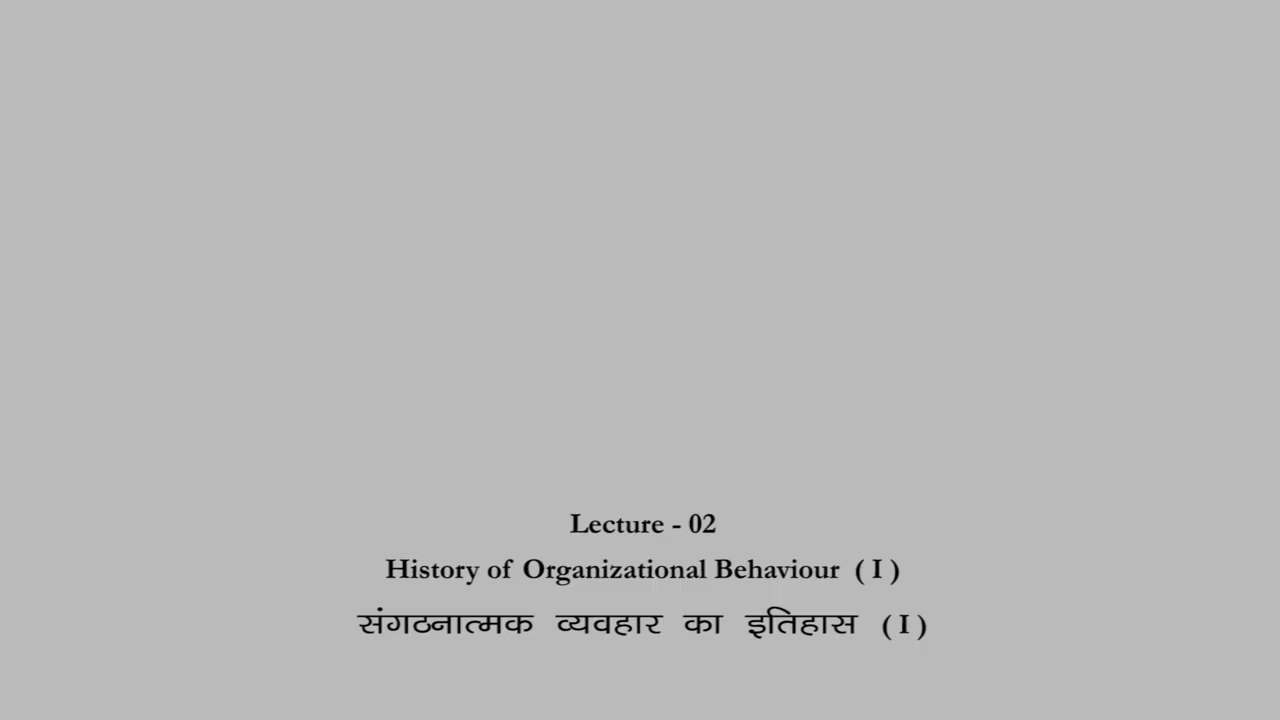 Lecture - 02
History of Organizational Behaviour ( I )
संगठनात्मक व्यवहार का इतिहास ( I )